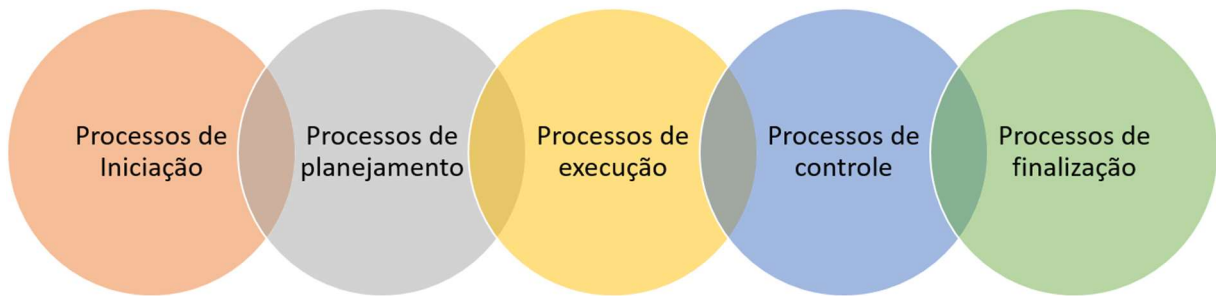 Processos de
Iniciação
Processos de
planejamento
Processos de
execução
Processos de
controle
Processos de
finalização